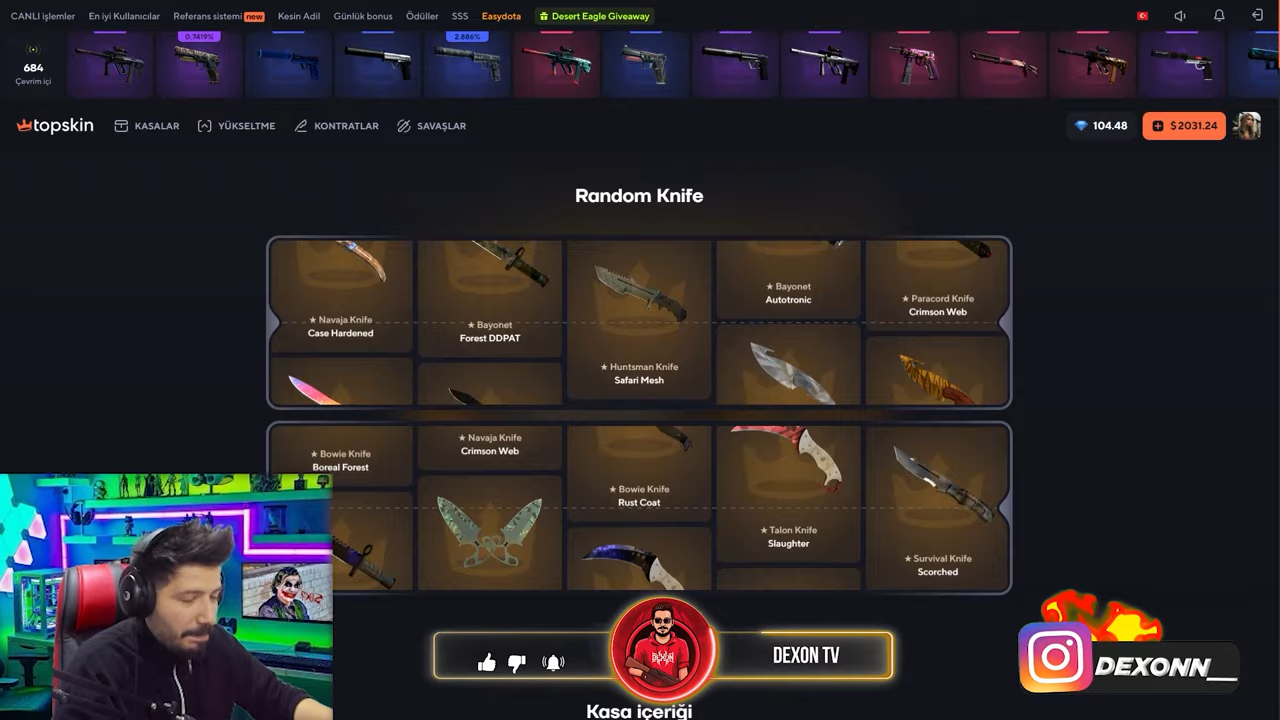 CANLI işlemler En iyi Kullanıcılar Referans sistemi new Kesin Adil Günlük bonus Ödüller SSS Easydota Desert Eagle Giveaway
684
Çevrim içi
0.7419%
2.886%
topskin KASALAR YÜKSELTME KONTRATLAR SAVAŞLAR 104.48 $2031.24
Random Knife
★ Navaja Knife
Case Hardened
★ Bayonet
Forest DDPAT
★ Huntsman Knife
Safari Mesh
★ Bayonet
Autotronic
★ Paracord Knife
Crimson Web
★ Bowie Knife
Boreal Forest
★ Navaja Knife
Crimson Web
★ Bowie Knife
Rust Coat
★ Talon Knife
Slaughter
★ Survival Knife
Scorched
DEXON TV
DEXONN__
Kasa içeriği